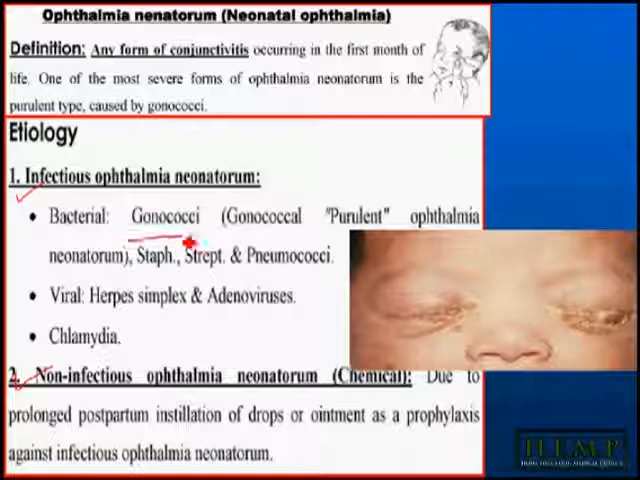 Ophthalmia nenatorum (Neonatal ophthalmia)
Definition: Any form of conjunctivitis occurring in the first month of
life. One of the most severe forms of ophthalmia neonatorum is the
purulent type, caused by gonococci.
Etiology
1. Infectious ophthalmia neonatorum:
• Bacterial: Gonococci (Gonococcal "Purulent" ophthalmia
neonatorum), Staph., Strept. & Pneumococci.
• Viral: Herpes simplex & Adenoviruses.
• Chlamydia.
2. Non-infectious ophthalmia neonatorum (Chemical): Due to
prolonged postpartum instillation of drops or ointment as a prophylaxis
against infectious ophthalmia neonatorum.